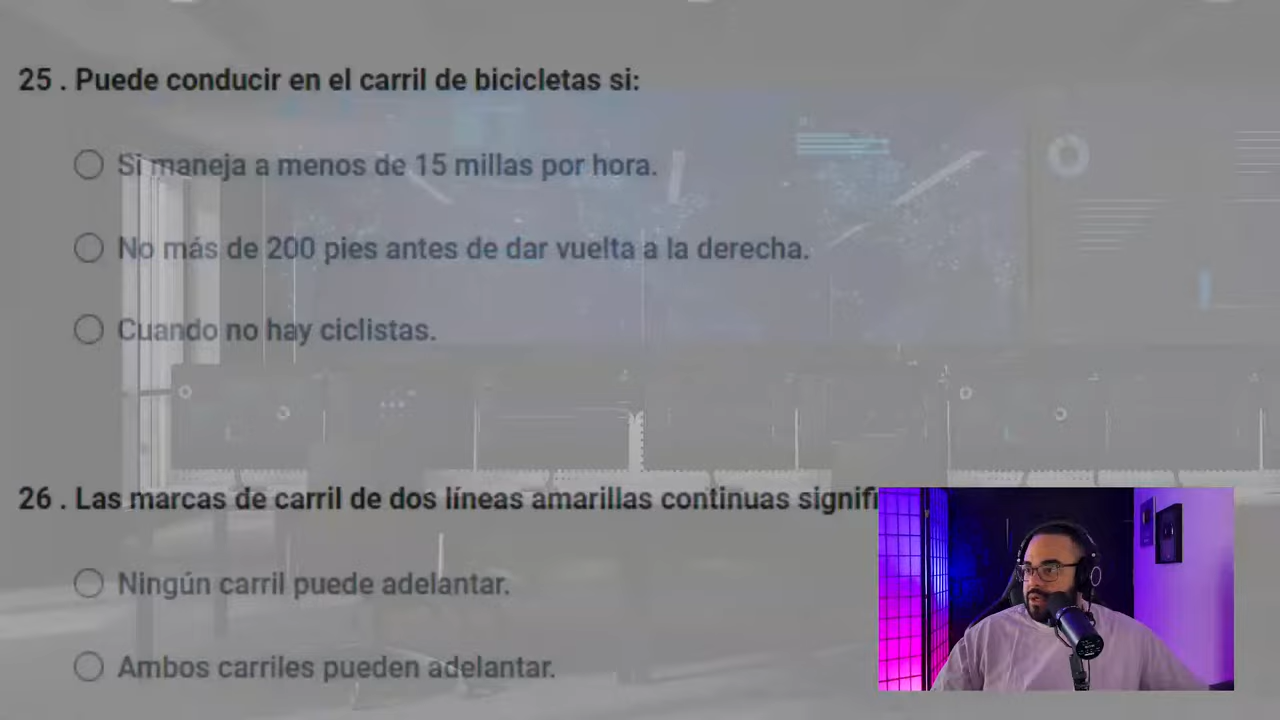 25 . Puede conducir en el carril de bicicletas si:
Si maneja a menos de 15 millas por hora.
No más de 200 pies antes de dar vuelta a la derecha.
Cuando no hay ciclistas.
26 . Las marcas de carril de dos líneas amarillas continuas signifi
Ningún carril puede adelantar.
Ambos carriles pueden adelantar.